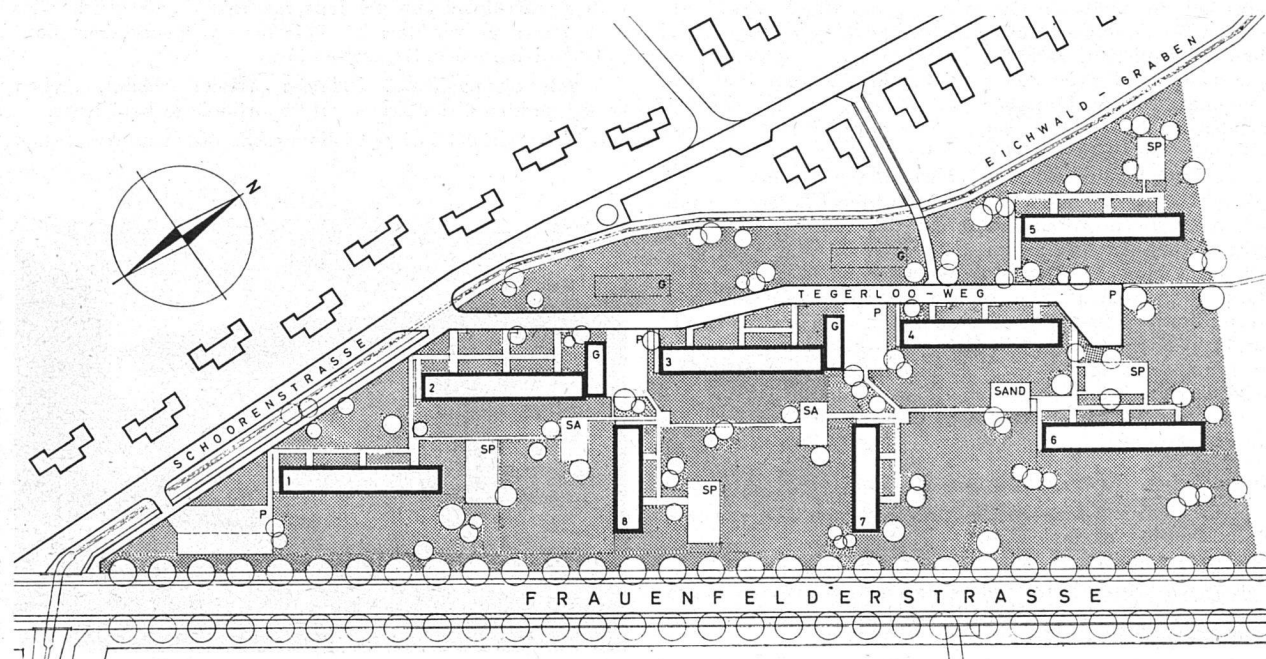 N
EICHWALD - GRABEN
SP
5
G
G
TEGERLOO - WEG
P
SCHOORENSTRASSE
P
G
4
G
P
3
SP
2
SAND
SA
SA
6
SP
1
SP
P
8
7
FRAUENFELDERSTRASSE